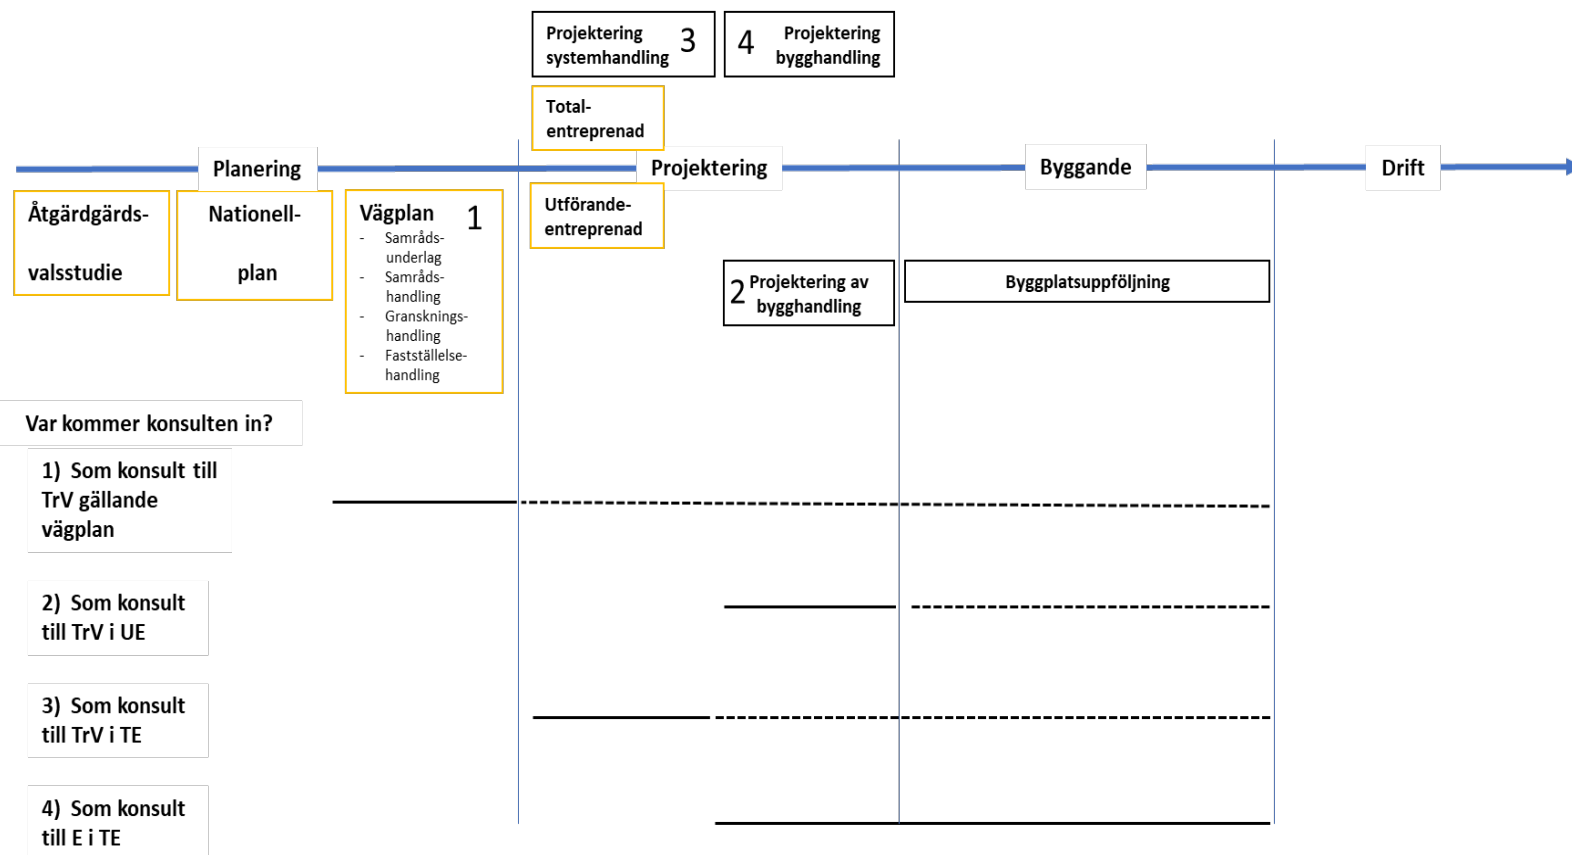 Projektering
systemhandling
3
4
Projektering
bygghandling
Total-
entreprenad
Planering
Projektering
Byggande
Drift
Åtgärdgärds-
valsstudie
Nationell-
plan
Vägplan
1
- Samråds-
underlag
- Samråds-
handling
- Gransknings-
handling
- Fastställelse-
handling
Utförande-
entreprenad
2
Projektering av
bygghandling
Byggplatsuppföljning
Var kommer konsulten in?
1) Som konsult till
TrV gällande
vägplan
2) Som konsult
till TrV i UE
3) Som konsult
till TrV i TE
4) Som konsult
till E i TE